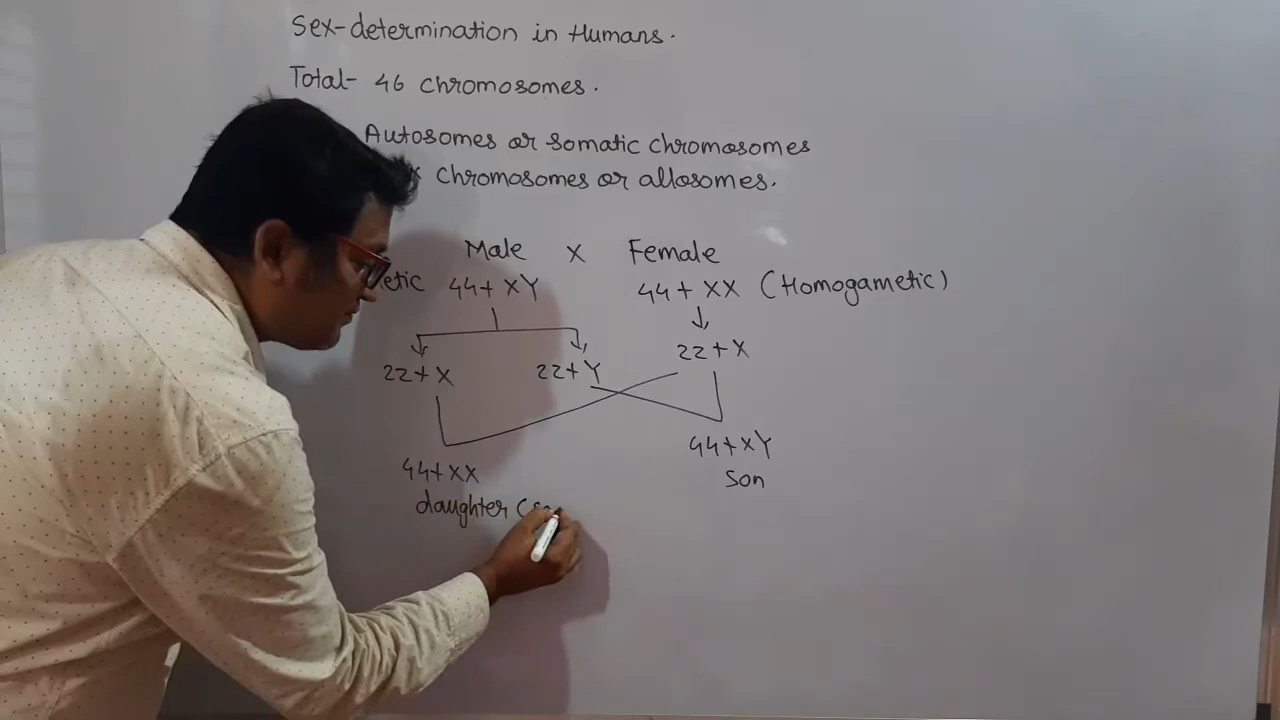 Sex-determination in Humans.
Total- 46 chromosomes.
Autosomes or somatic chromosomes
chromosomes or allosomes.
Male X Female
44+ XY 44+ XX (Homogametic)
22+X 22+Y 22+X
44+XX 44+XY
daughter Son